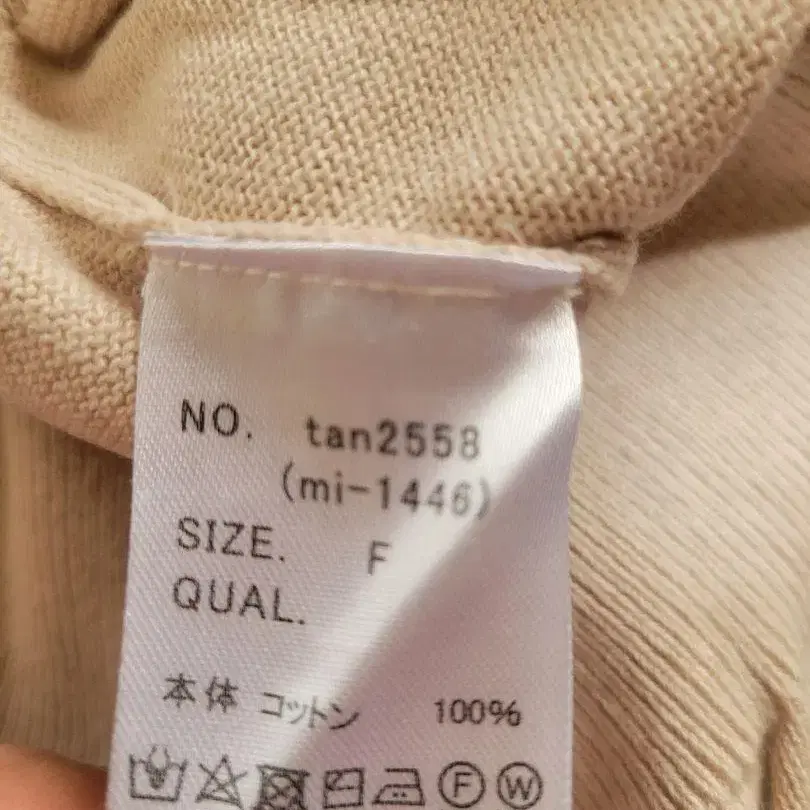 NO. tan2558
(mi-1446)
SIZE. F
QUAL.
本体 コットン 100%
F W